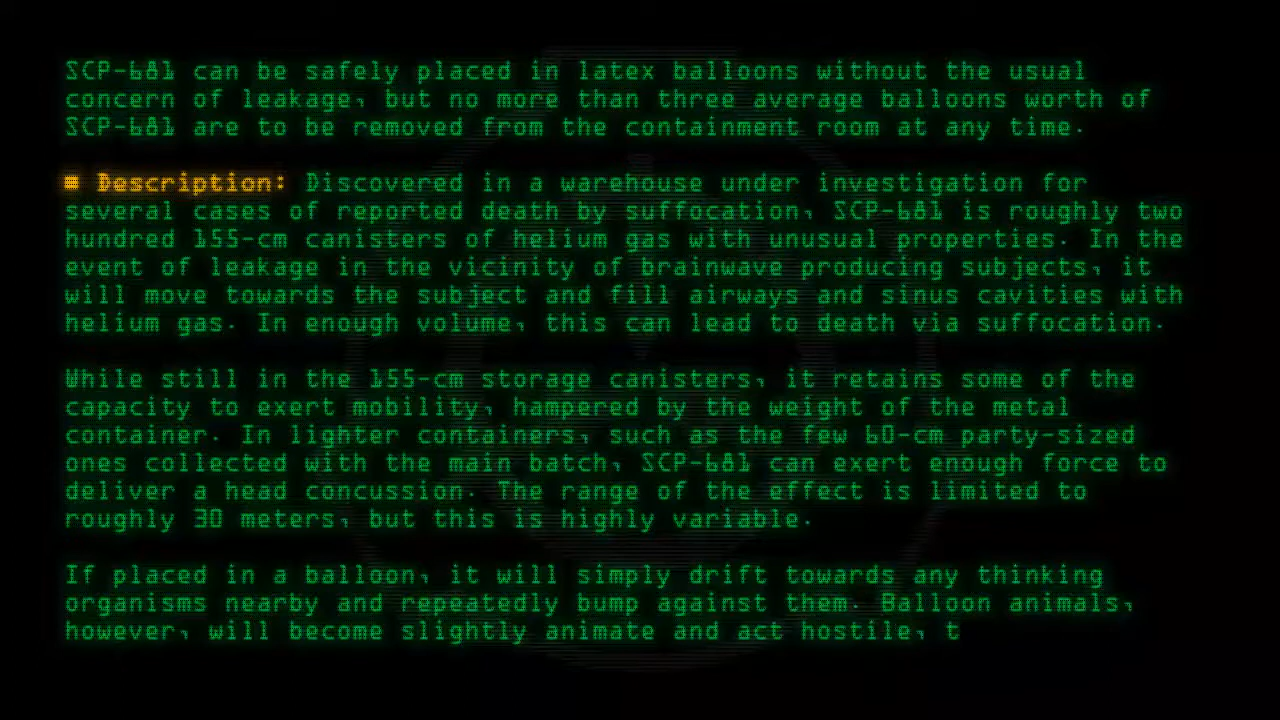 SCP-681 can be safely placed in latex balloons without the usual
concern of leakage, but no more than three average balloons worth of
SCP-681 are to be removed from the containment room at any time.
■ Description: Discovered in a warehouse under investigation for
several cases of reported death by suffocation, SCP-681 is roughly two
hundred 155-cm canisters of helium gas with unusual properties. In the
event of leakage in the vicinity of brainwave producing subjects, it
will move towards the subject and fill airways and sinus cavities with
helium gas. In enough volume, this can lead to death via suffocation.
While still in the 155-cm storage canisters, it retains some of the
capacity to exert mobility, hampered by the weight of the metal
container. In lighter containers, such as the few 60-cm party-sized
ones collected with the main batch, SCP-681 can exert enough force to
deliver a head concussion. The range of the effect is limited to
roughly 30 meters, but this is highly variable.
If placed in a balloon, it will simply drift towards any thinking
organisms nearby and repeatedly bump against them. Balloon animals,
however, will become slightly animate and act hostile, t